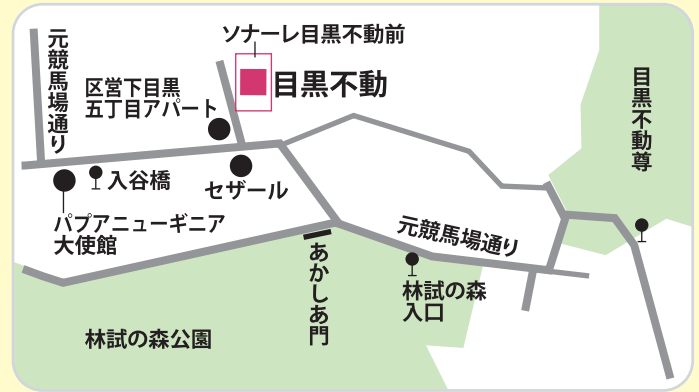 元競馬場通り
ソナーレ目黒不動前
目黒不動
区営下目黒
五丁目アパート
目黒不動尊
入谷橋
セザール
パプアニューギニア
大使館
元競馬場通り
あかしあ門
林試の森
入口
林試の森公園